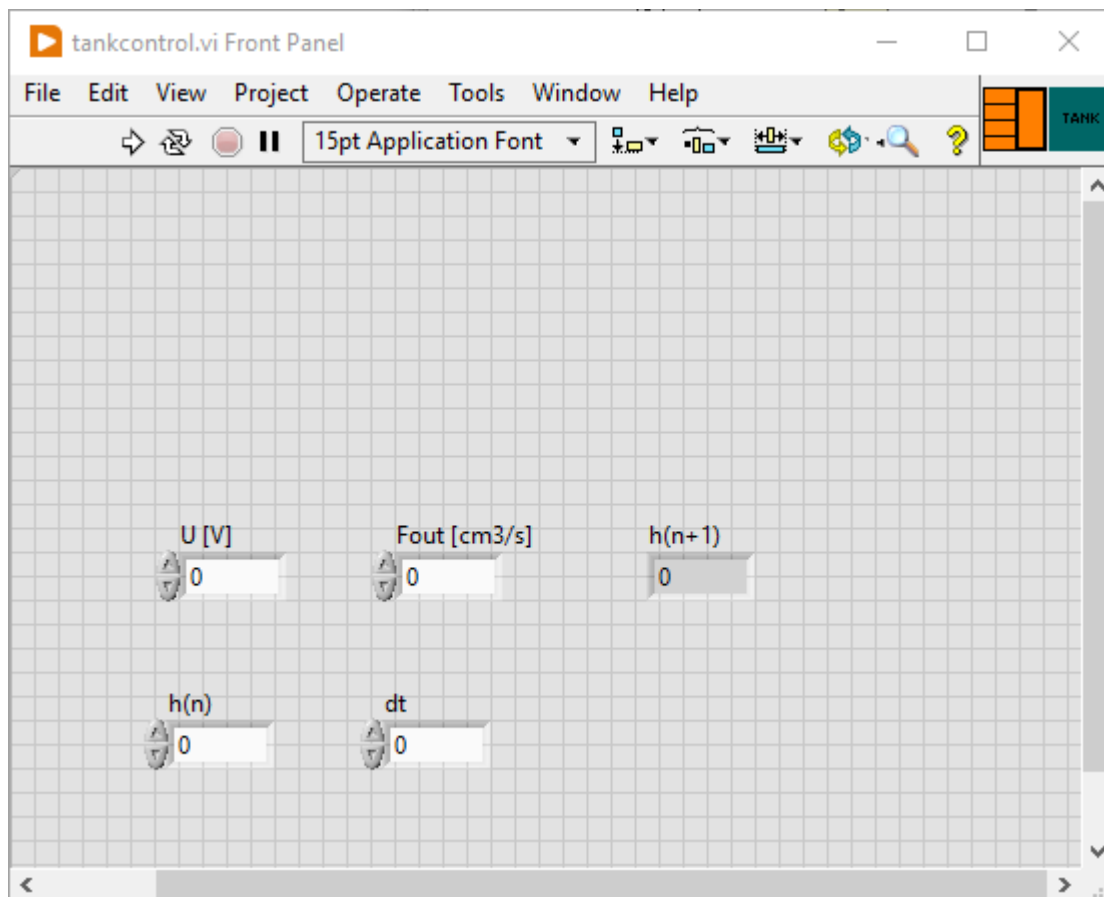 tankcontrol.vi Front Panel
File Edit View Project Operate Tools Window Help
TANK
15pt Application Font
U [V] Fout [cm3/s] h(n+1)
0 0 0
h(n) dt
0 0